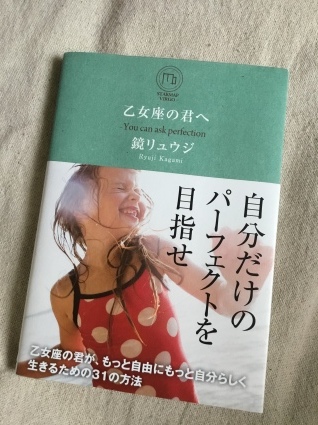 STARMAP
VIRGO
乙女座の君へ
-You can ask perfection
鏡リュウジ
Ryuji Kagami
自分だけの
パーフェクトを
目指せ
乙女座の君が、もっと自由にもっと自分らしく
生きるための31の方法